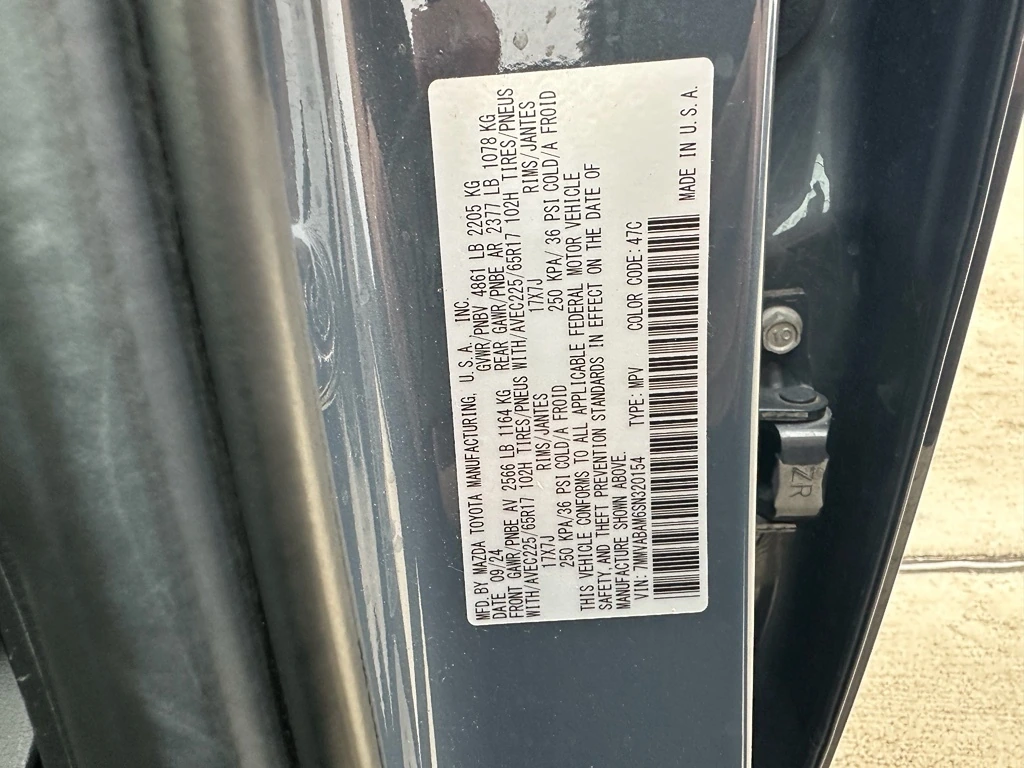 MFD. BY MAZDA TOYOTA MANUFACTURING, U.S.A. INC.
DATE 09/24 GVWR/PNBV 4861 LB 2205 KG
FRONT GAWR/PNBE AV 2566 LB 1164 KG REAR GAWR/PNBE AR 2377 LB 1078 KG
WITH/AVEC225/65R17 102H TIRES/PNEUS WITH/AVEC225/65R17 102H TIRES/PNEUS
17X7J RIMS/JANTES 17X7J RIMS/JANTES
250 KPA/36 PSI COLD/A FROID 250 KPA/36 PSI COLD/A FROID
THIS VEHICLE CONFORMS TO ALL APPLICABLE FEDERAL MOTOR VEHICLE
SAFETY AND THEFT PREVENTION STANDARDS IN EFFECT ON THE DATE OF
MANUFACTURE SHOWN ABOVE.
VIN: 7MMVABAM6SN320154 TYPE: MPV COLOR CODE: 47C
MADE IN U.S.A.
ZR